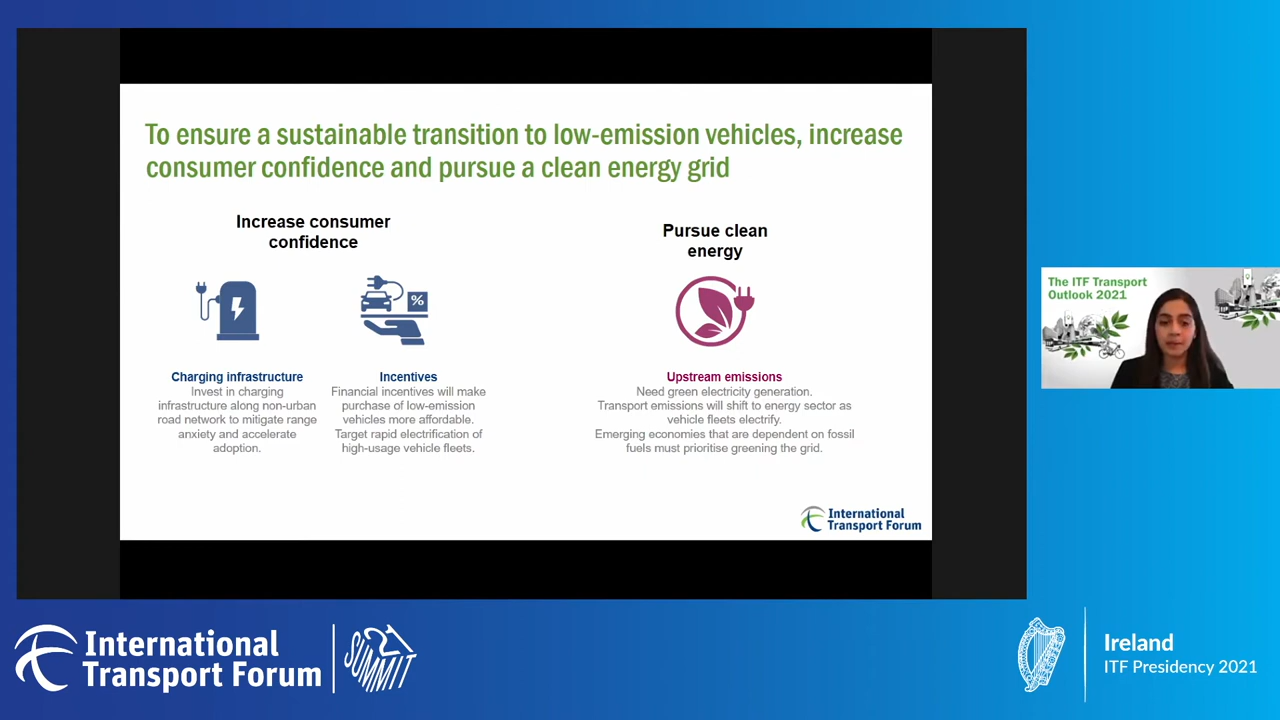 To ensure a sustainable transition to low-emission vehicles, increase
consumer confidence and pursue a clean energy grid
Increase consumer
confidence
%
Charging infrastructure
Invest in charging
infrastructure along non-urban
road network to mitigate range
anxiety and accelerate
adoption.
Incentives
Financial incentives will make
purchase of low-emission
vehicles more affordable.
Target rapid electrification of
high-usage vehicle fleets.
Pursue clean
energy
Upstream emissions
Need green electricity generation.
Transport emissions will shift to energy sector as
vehicle fleets electrify.
Emerging economies that are dependent on fossil
fuels must prioritise greening the grid.
International
Transport Forum
The ITF Transport
Outlook 2021
International
Transport Forum
21
SUMMIT
Ireland
ITF Presidency 2021